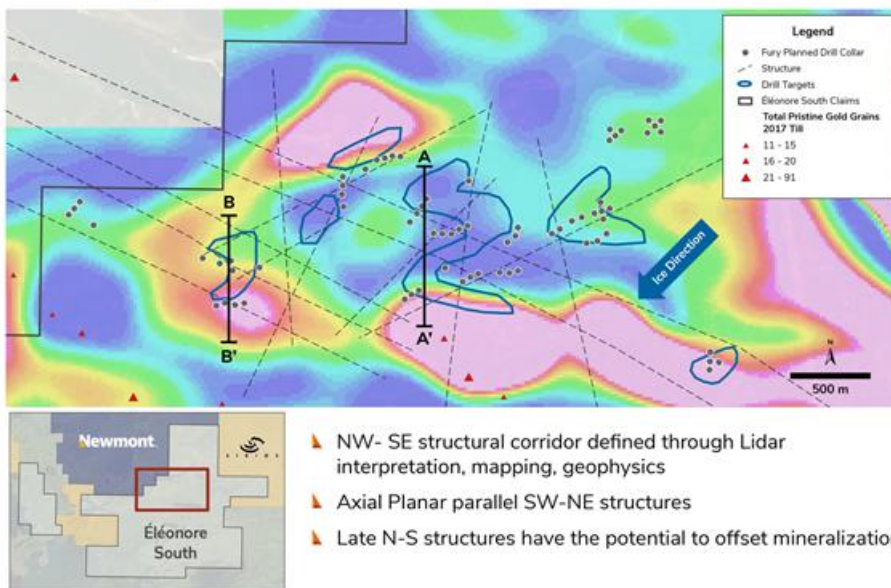 Legend
Fury Planned Drill Collar
Structure
Drill Targets
Éléonore South Claims
Total Pristine Gold Grains
2017 Till
11 - 15
16 - 20
21 - 91
A
B
Ice Direction
A'
B'
N
500 m
Newmont
SIRIOS
Éléonore
South
NW- SE structural corridor defined through Lidar
interpretation, mapping, geophysics
Axial Planar parallel SW-NE structures
Late N-S structures have the potential to offset mineralization